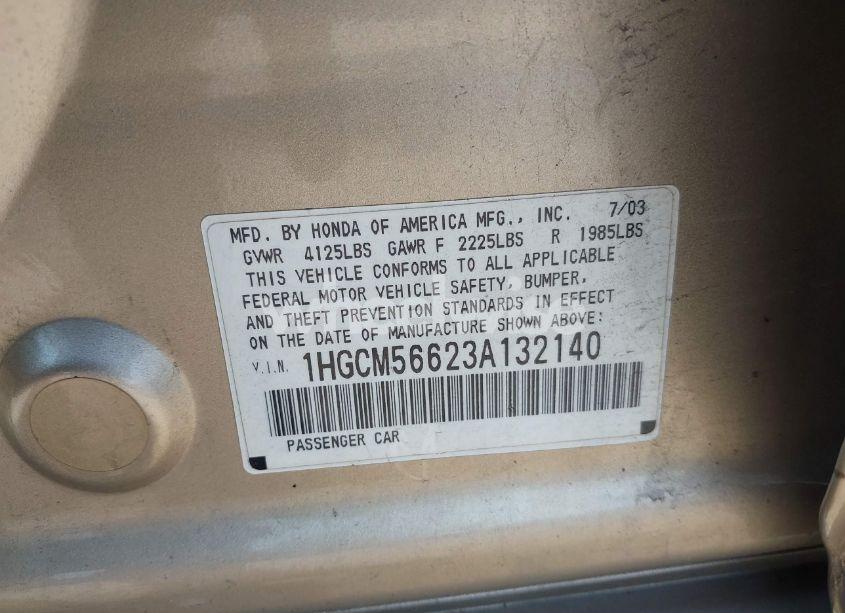 MFD. BY HONDA OF AMERICA MFG., INC. 7/03
GVWR 4125LBS GAWR F 2225LBS R 1985LBS
THIS VEHICLE CONFORMS TO ALL APPLICABLE
FEDERAL MOTOR VEHICLE SAFETY, BUMPER,
AND THEFT PREVENTION STANDARDS IN EFFECT
ON THE DATE OF MANUFACTURE SHOWN ABOVE:
V.I.N. 1HGCM56623A132140
PASSENGER CAR